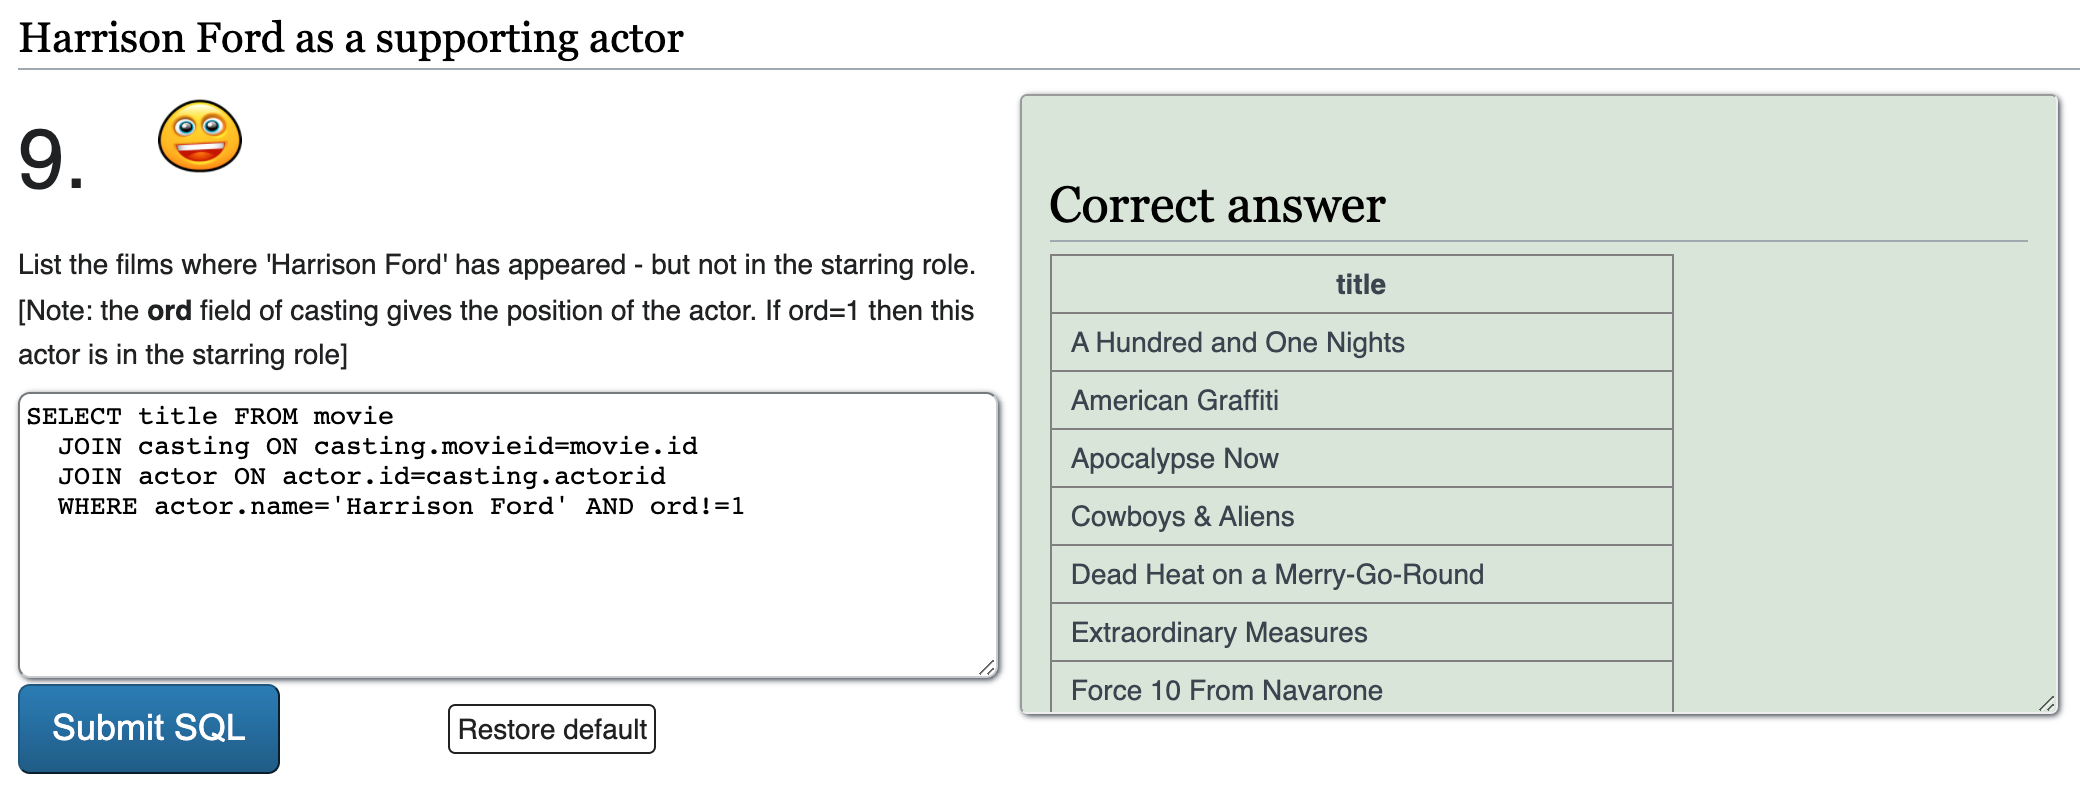 Harrison Ford as a supporting actor
9.
List the films where 'Harrison Ford' has appeared - but not in the starring role.
[Note: the ord field of casting gives the position of the actor. If ord=1 then this
actor is in the starring role]
SELECT title FROM movie
  JOIN casting ON casting.movieid=movie.id
  JOIN actor ON actor.id=casting.actorid
  WHERE actor.name='Harrison Ford' AND ord!=1
Submit SQL
Restore default
Correct answer
title
A Hundred and One Nights
American Graffiti
Apocalypse Now
Cowboys & Aliens
Dead Heat on a Merry-Go-Round
Extraordinary Measures
Force 10 From Navarone